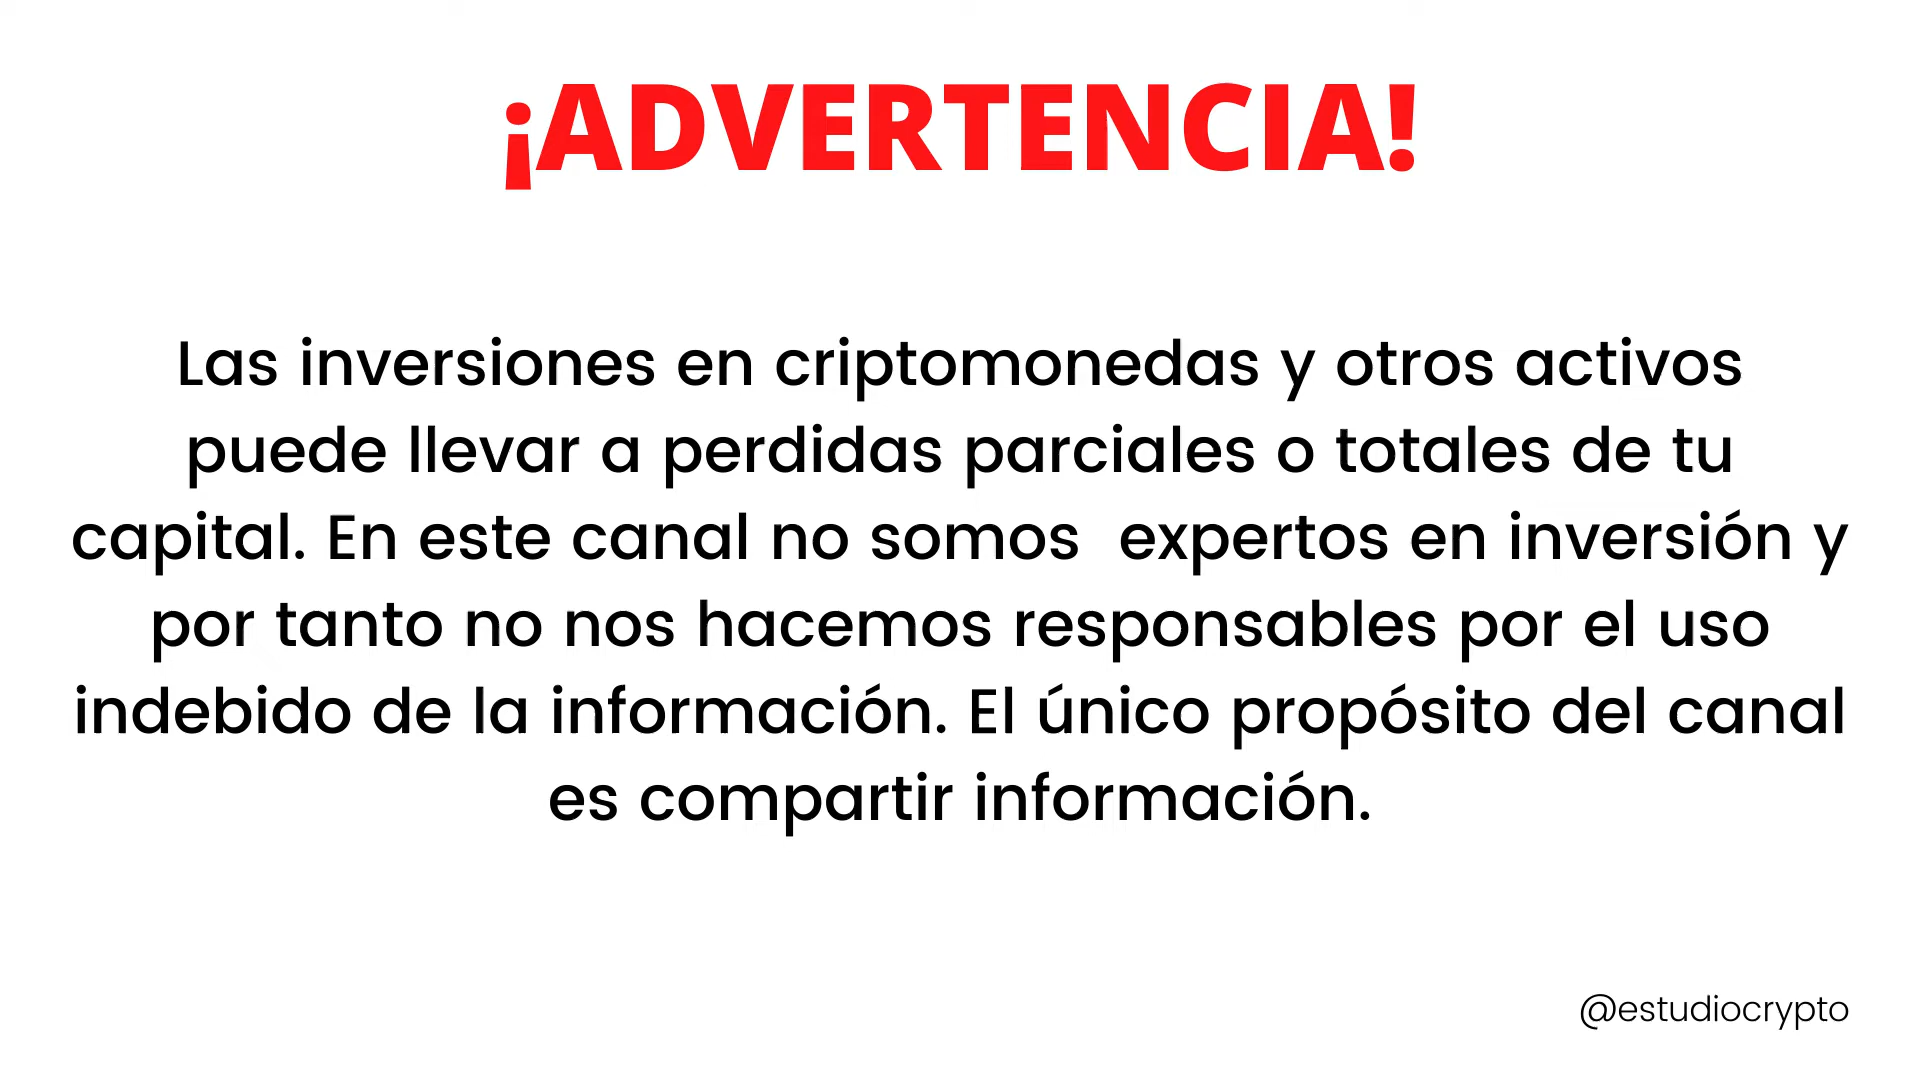 ¡ADVERTENCIA!
Las inversiones en criptomonedas y otros activos
puede llevar a perdidas parciales o totales de tu
capital. En este canal no somos  expertos en inversión y
por tanto no nos hacemos responsables por el uso
indebido de la información. El único propósito del canal
es compartir información.
@estudiocrypto